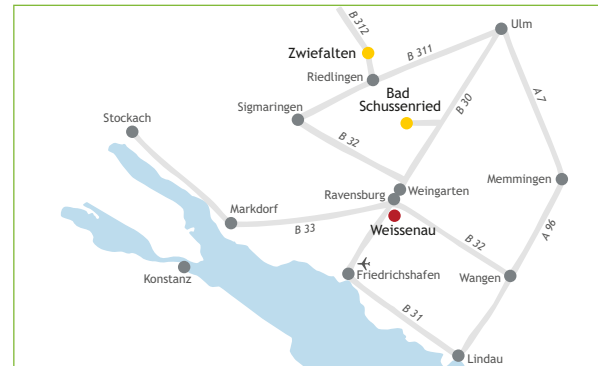 B 312
Ulm
Zwiefalten
B 311
Riedlingen
Bad
Schussenried
B 30
A 7
Sigmaringen
Stockach
B 32
Ravensburg
Weingarten
Memmingen
Markdorf
B 33
Weissenau
B 32
A 96
Konstanz
Friedrichshafen
Wangen
B 31
Lindau